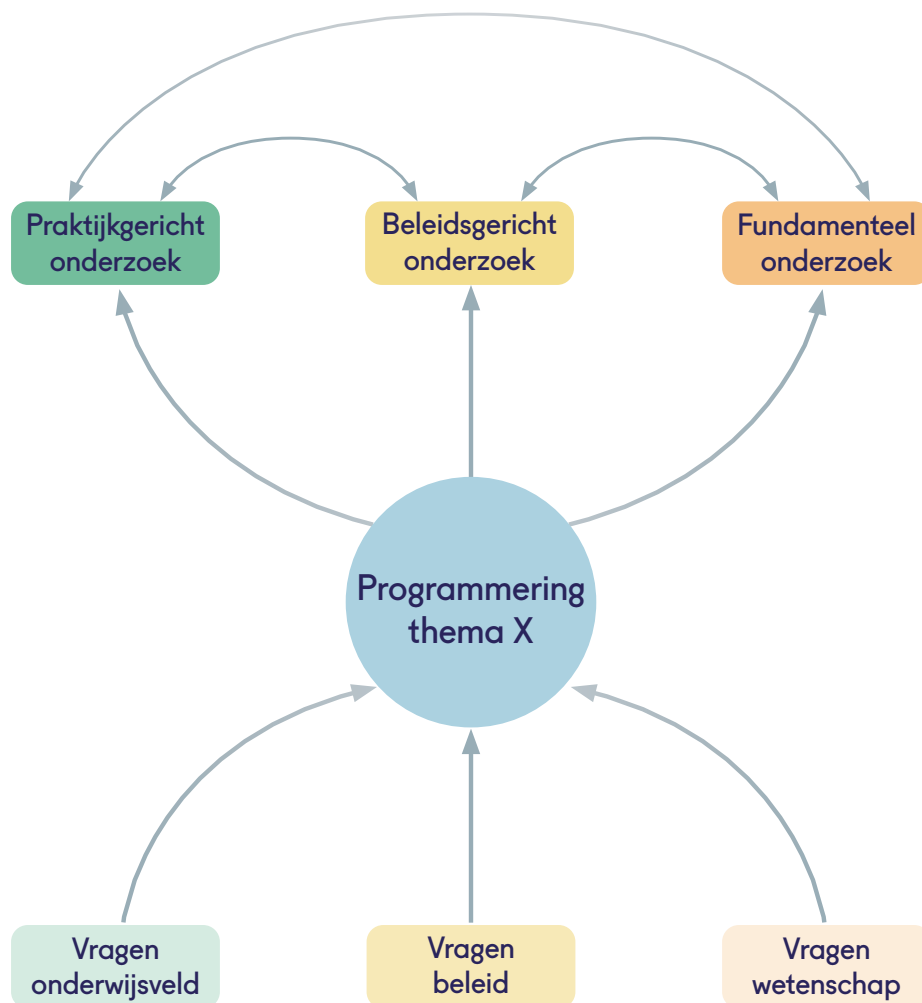 Praktijkgericht
onderzoek
Beleidsgericht
onderzoek
Fundamenteel
onderzoek
Programmering
thema X
Vragen
onderwijsveld
Vragen
beleid
Vragen
wetenschap